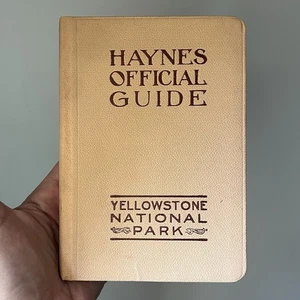 HAYNES
OFFICIAL
GUIDE
YELLOWSTONE
NATIONAL
PARK